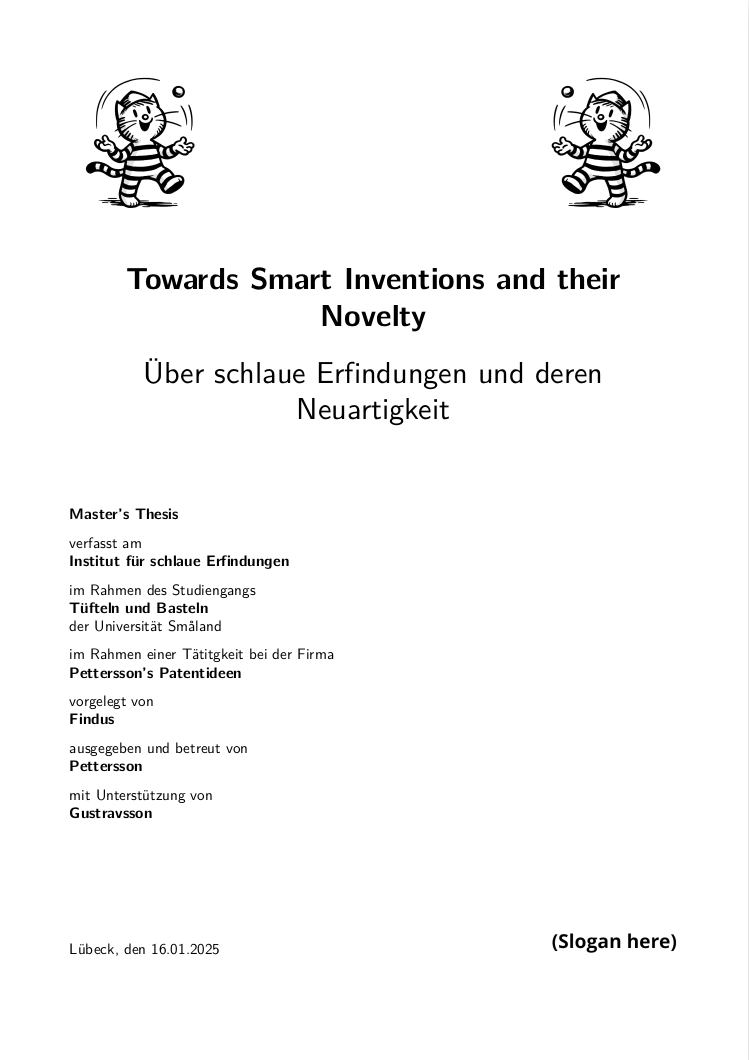 Towards Smart Inventions and their
Novelty
Über schlaue Erfindungen und deren
Neuartigkeit
Master's Thesis
verfasst am
Institut für schlaue Erfindungen
im Rahmen des Studiengangs
Tüfteln und Basteln
der Universität Småland
im Rahmen einer Tätitgkeit bei der Firma
Pettersson's Patentideen
vorgelegt von
Findus
ausgegeben und betreut von
Pettersson
mit Unterstützung von
Gustravsson
Lübeck, den 16.01.2025
(Slogan here)